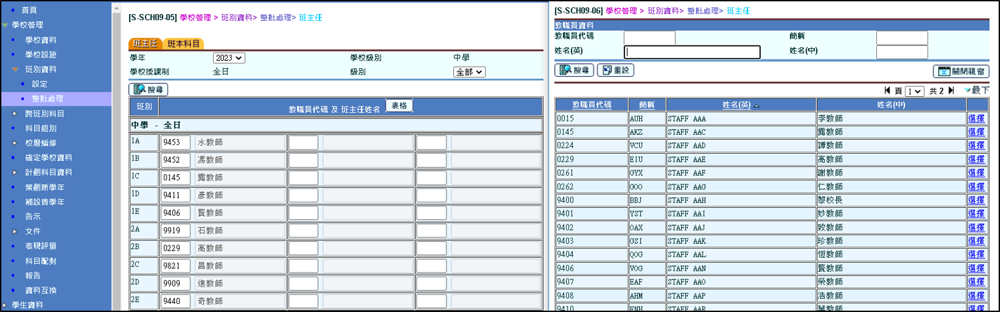 首頁
學校管理
學校資料
學校設施
班別資料
設定
整批處理
跨班別科目
科目組別
校曆編修
確定學校資料
計劃科目資料
策劃新學年
補設舊學年
告示
文件
表現評量
科目配對
報告
資料互換
學生資料
[S-SCH09-05] 學校管理 > 班別資料> 整批處理> 班主任
班主任 班本科目
學年 2023 學校級別 中學
學校授課制 全日 級別 全部
搜尋
班別 教職員代碼 及 班主任姓名 表格
中學 - 全日
1A 9453 水教師
1B 9452 馮教師
1C 0145 露教師
1D 9411 彥教師
1E 9406 賢教師
2A 9919 石教師
2B 0229 高教師
2C 9821 昌教師
2D 9909 進教師
2E 9440 奇教師
[S-SCH09-06] 學校管理 > 班別資料> 整批處理> 班主任
教職員資料
教職員代碼 簡稱
姓名(英) 姓名(中)
搜尋 重設 關閉視窗
頁 1 共 2 最下
教職員代碼 簡稱 姓名(英) 姓名(中)
0015 AUH STAFF AAA 李教師 選擇
0145 AKZ STAFF AAC 露教師 選擇
0224 VCU STAFF AAD 譚教師 選擇
0229 EIU STAFF AAE 高教師 選擇
0261 GYX STAFF AAF 謝教師 選擇
0262 GOO STAFF AAG 仁教師 選擇
9400 BBJ STAFF AAH 黎校長 選擇
9401 YST STAFF AAI 妙教師 選擇
9402 OAX STAFF AAJ 致教師 選擇
9403 GSI STAFF AAK 珍教師 選擇
9404 QOG STAFF AAL 恆教師 選擇
9406 VOG STAFF AAN 賢教師 選擇
9407 EAF STAFF AAO 榮教師 選擇
9408 AHM STAFF AAP 浩教師 選擇
9410 FNH STAFF AAR 葉教師 選擇